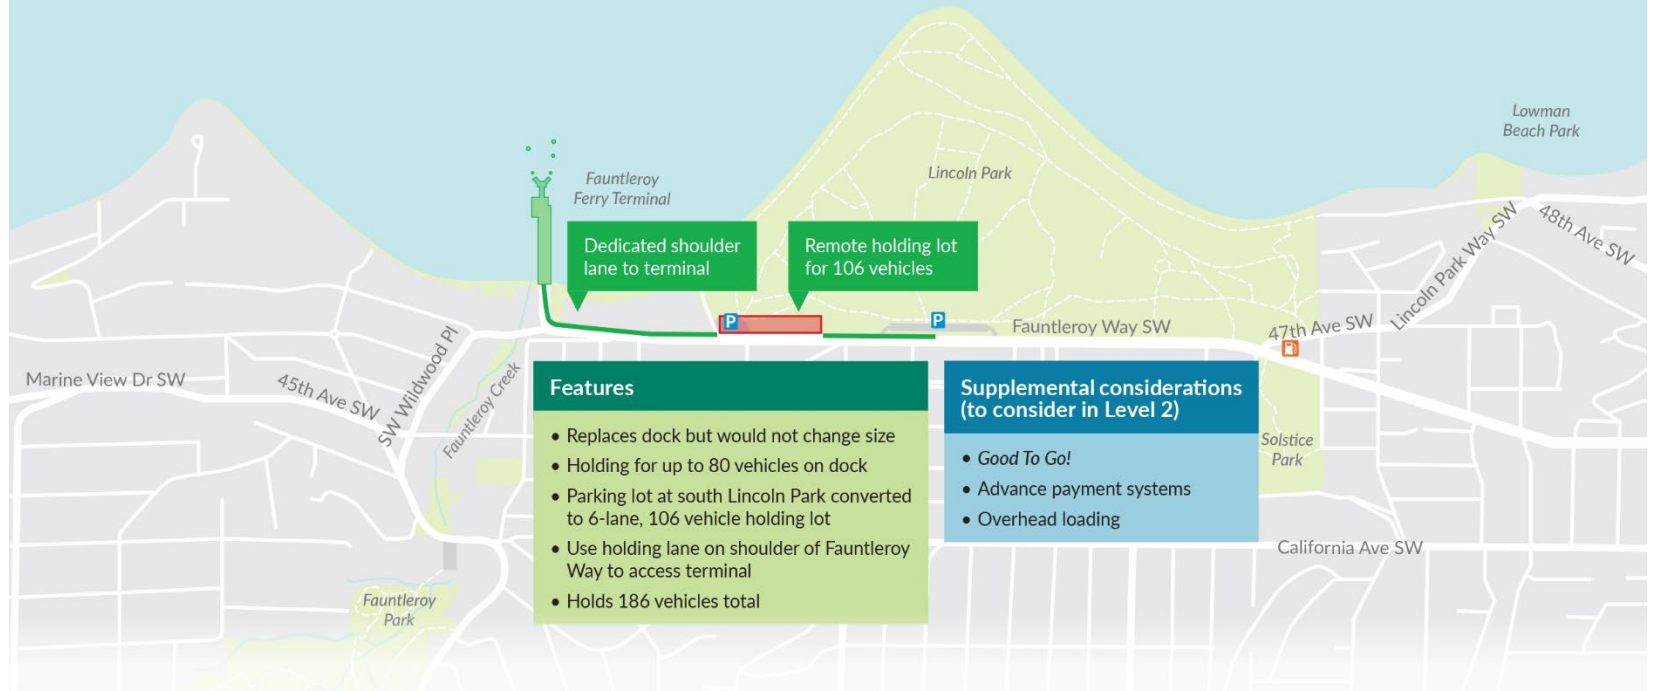 Lowman
Beach Park
Lincoln Park
Fauntleroy
Ferry Terminal
Dedicated shoulder
lane to terminal
Remote holding lot
for 106 vehicles
48th Ave SW
Lincoln Park Way SW
P
P
Fauntleroy Way SW
47th Ave SW
Marine View Dr SW
45th Ave SW
SW Wildwood Pl
Fauntleroy Creek
Features
• Replaces dock but would not change size
• Holding for up to 80 vehicles on dock
• Parking lot at south Lincoln Park converted
to 6-lane, 106 vehicle holding lot
• Use holding lane on shoulder of Fauntleroy
Way to access terminal
• Holds 186 vehicles total
Supplemental considerations
(to consider in Level 2)
• Good To Go!
• Advance payment systems
• Overhead loading
Solstice
Park
California Ave SW
Fauntleroy
Park